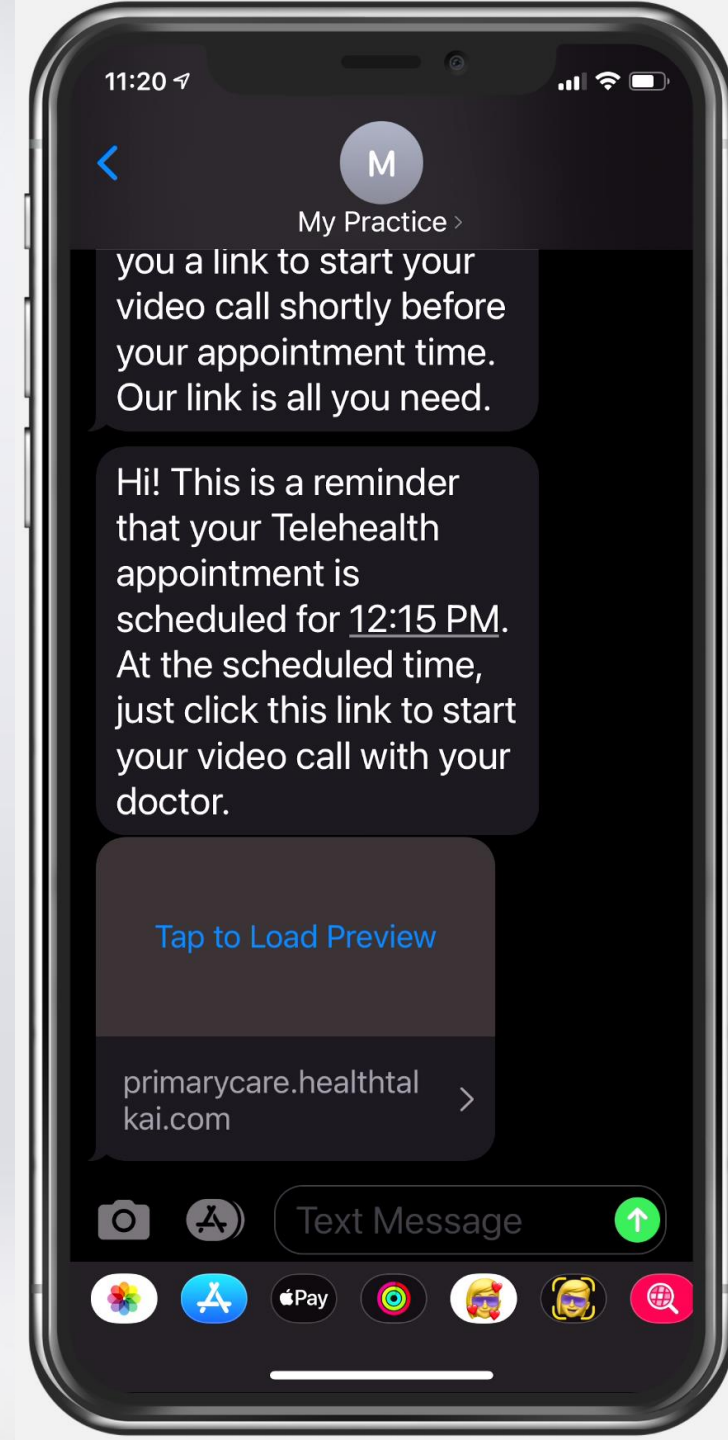 11:20
M
My Practice
you a link to start your
video call shortly before
your appointment time.
Our link is all you need.
Hi! This is a reminder
that your Telehealth
appointment is
scheduled for 12:15 PM.
At the scheduled time,
just click this link to start
your video call with your
doctor.
Tap to Load Preview
primarycare.healthtal
kai.com
Text Message
Pay